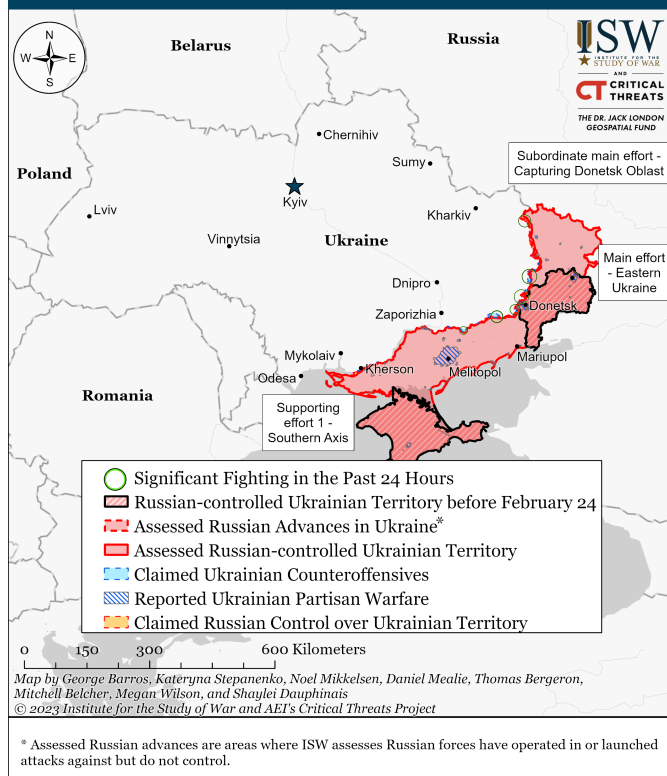 N
W
E
S
Belarus
Russia
ISW
INSTITUTE FOR THE
STUDY OF WAR
AND
CT CRITICAL
THREATS
THE DR. JACK LONDON
GEOSPATIAL FUND
Chernihiv
Subordinate main effort -
Capturing Donetsk Oblast
Sumy
Poland
Kyiv
Lviv
Kharkiv
Vinnytsia
Ukraine
Main effort
- Eastern
Ukraine
Dnipro
Donetsk
Zaporizhia
Mykolaiv
Mariupol
Kherson
Melitopol
Odesa
Romania
Supporting
effort 1 -
Southern Axis
Significant Fighting in the Past 24 Hours
Russian-controlled Ukrainian Territory before February 24
Assessed Russian Advances in Ukraine*
Assessed Russian-controlled Ukrainian Territory
Claimed Ukrainian Counteroffensives
Reported Ukrainian Partisan Warfare
Claimed Russian Control over Ukrainian Territory
0 150 300 600 Kilometers
Map by George Barros, Kateryna Stepanenko, Noel Mikkelsen, Daniel Mealie, Thomas Bergeron,
Mitchell Belcher, Megan Wilson, and Shaylei Dauphinais
© 2023 Institute for the Study of War and AEI's Critical Threats Project
* Assessed Russian advances are areas where ISW assesses Russian forces have operated in or launched
attacks against but do not control.